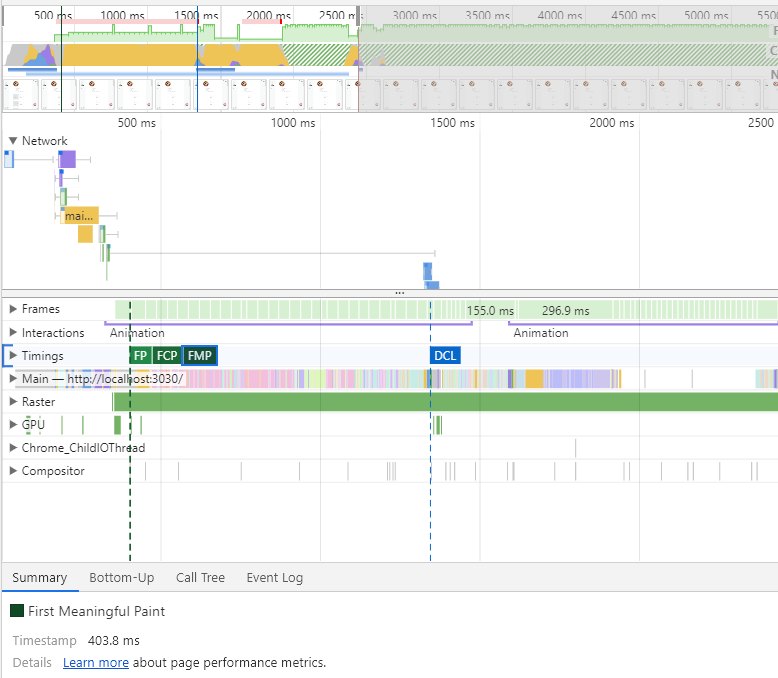 500 ms 1000 ms 1500 ms 2000 ms 2500 m 3000 ms 3500 ms 4000 ms 4500 ms 5000 ms 550
F
C
N
500 ms 1000 ms 1500 ms 2000 ms 2500
Network
mai...
Frames 155.0 ms 296.9 ms
Interactions Animation Animation
Timings FP FCP FMP DCL
Main — http://localhost:3030/
Raster
GPU
Chrome_ChildIOThread
Compositor
Summary Bottom-Up Call Tree Event Log
First Meaningful Paint
Timestamp 403.8 ms
Details Learn more about page performance metrics.